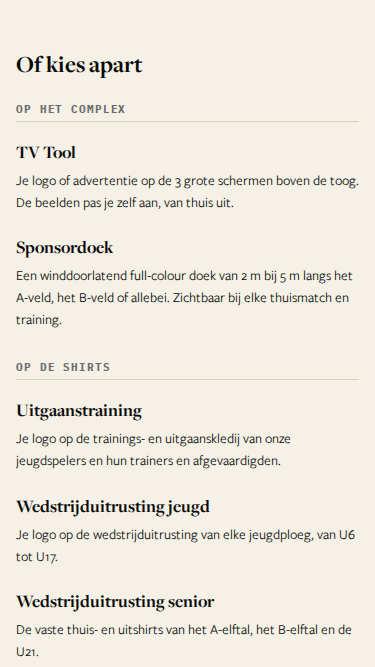 Of kies apart
OP HET COMPLEX
TV Tool
Je logo of advertentie op de 3 grote schermen boven de toog.
De beelden pas je zelf aan, van thuis uit.
Sponsordoek
Een winddoorlatend full-colour doek van 2 m bij 5 m langs het
A-veld, het B-veld of allebei. Zichtbaar bij elke thuismatch en
training.
OP DE SHIRTS
Uitgaanstraining
Je logo op de trainings- en uitgaanskledij van onze
jeugdspelers en hun trainers en afgevaardigden.
Wedstrijduitrusting jeugd
Je logo op de wedstrijduitrusting van elke jeugdploeg, van U6
tot U17.
Wedstrijduitrusting senior
De vaste thuis- en uitshirts van het A-elftal, het B-elftal en de
U21.